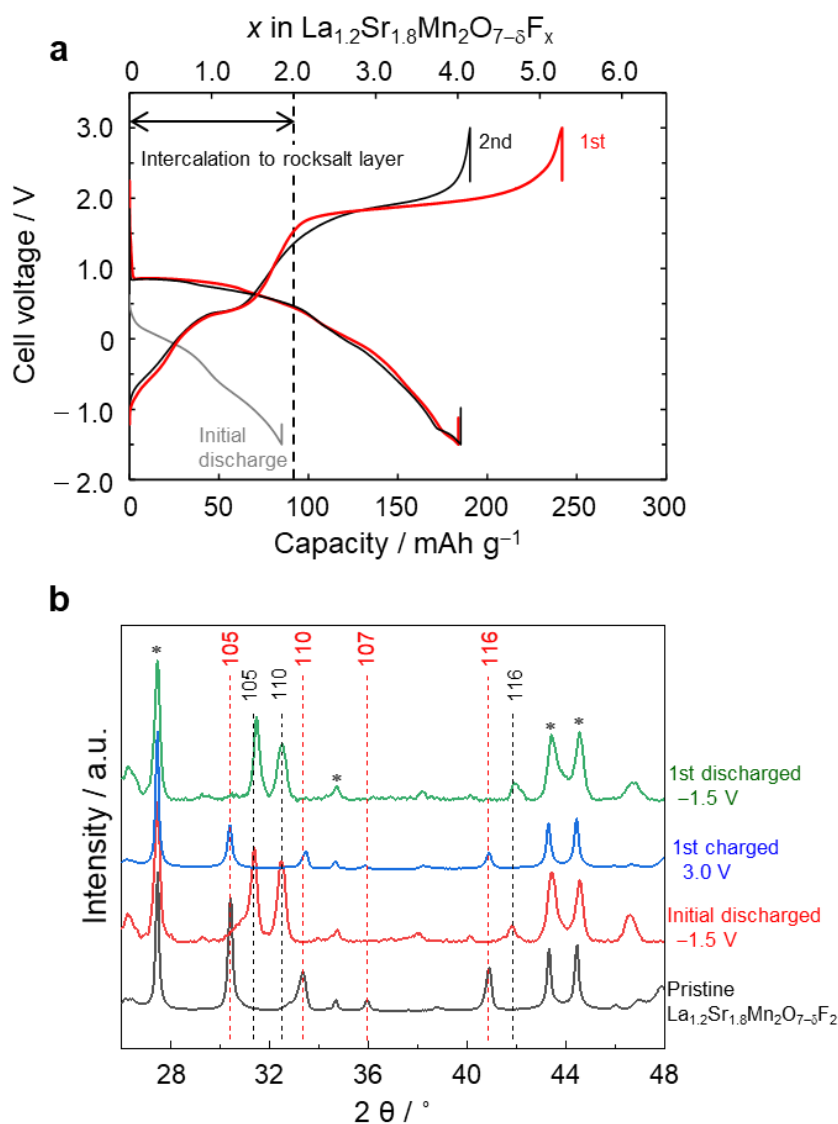 a
x in La₁.₂Sr₁.₈Mn₂O₇₋δFₓ
0.0 1.0 2.0 3.0 4.0 5.0 6.0
3.0
2.0
1.0
0
−1.0
−2.0
Cell voltage / V
Intercalation to rocksalt layer
2nd
1st
Initial
discharge
0 50 100 150 200 250 300
Capacity / mAh g⁻¹
b
105
105
110
110
107
116
116
*
*
*
*
1st discharged
−1.5 V
1st charged
3.0 V
Initial discharged
−1.5 V
Pristine
La₁.₂Sr₁.₈Mn₂O₇₋δF₂
Intensity / a.u.
28 32 36 40 44 48
2 θ / °